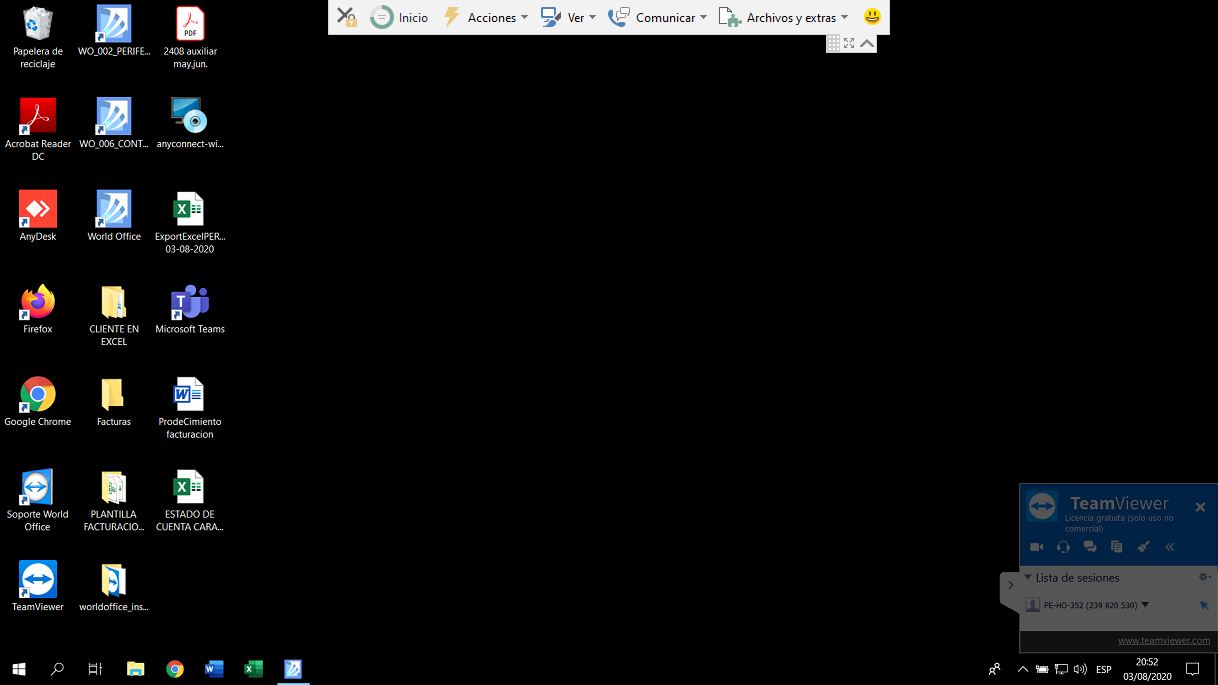 Inicio
Acciones
Ver
Comunicar
Archivos y extras
Papelera de
reciclaje
WO_002_PERIFE...
2408 auxiliar
may.jun.
PDF
Acrobat Reader
DC
WO_006_CONT...
anyconnect-wi...
AnyDesk
World Office
ExportExcelPER...
03-08-2020
Firefox
CLIENTE EN
EXCEL
Microsoft Teams
Google Chrome
Facturas
ProdeCimiento
facturacion
Soporte World
Office
PLANTILLA
FACTURACIO...
ESTADO DE
CUENTA CARA...
TeamViewer
worldoffice_ins...
TeamViewer
Licencia gratuita (solo uso no
comercial)
Lista de sesiones
PE-HO-352 (239 820 530)
www.teamviewer.com
ESP
20:52
03/08/2020